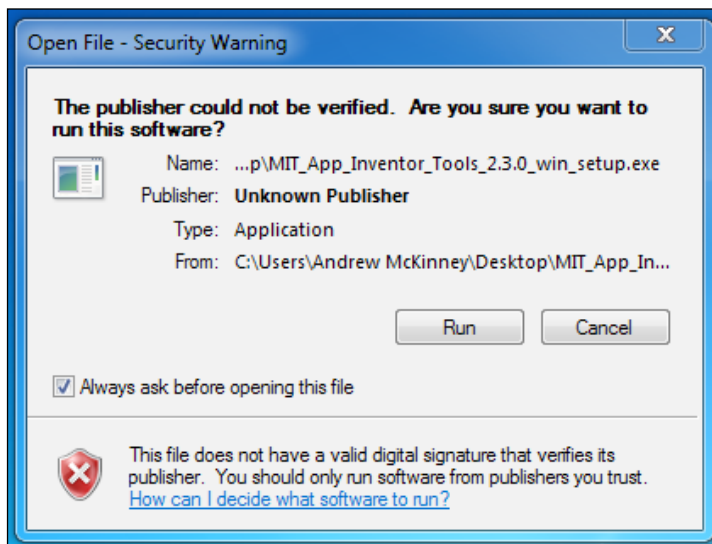 Open File - Security Warning
The publisher could not be verified.  Are you sure you want to
run this software?
Name: ...p\MIT_App_Inventor_Tools_2.3.0_win_setup.exe
Publisher: Unknown Publisher
Type: Application
From: C:\Users\Andrew McKinney\Desktop\MIT_App_In...
Run Cancel
Always ask before opening this file
This file does not have a valid digital signature that verifies its
publisher.  You should only run software from publishers you trust.
How can I decide what software to run?